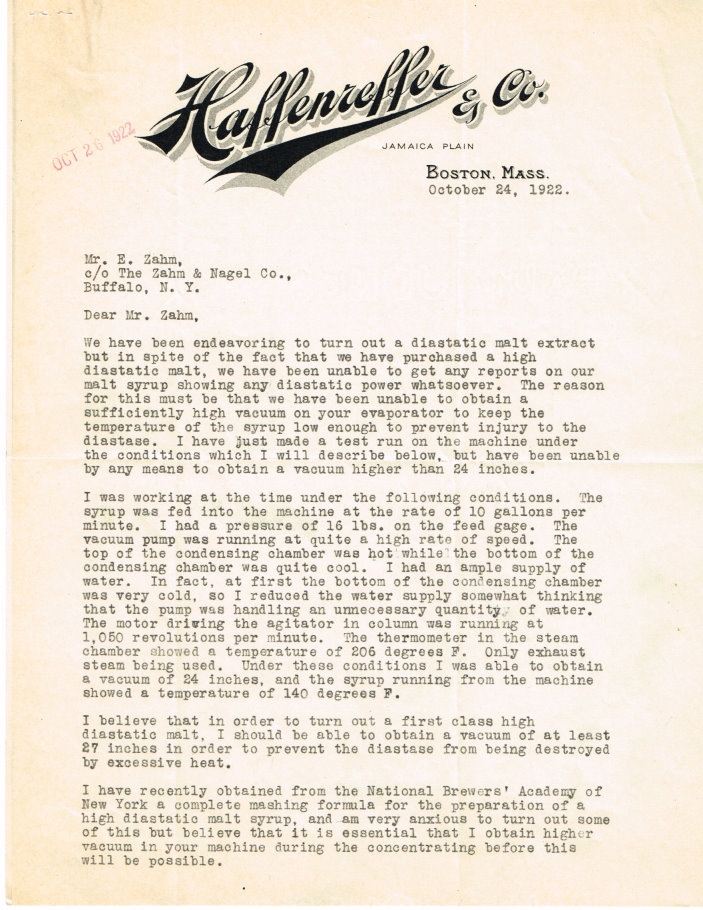 Haffenreffer & Co.
JAMAICA PLAIN
OCT 26 1922
BOSTON, MASS.
October 24, 1922.
Mr. E. Zahm,
c/o The Zahm & Nagel Co.,
Buffalo, N. Y.
Dear Mr. Zahm,
We have been endeavoring to turn out a diastatic malt extract
but in spite of the fact that we have purchased a high
diastatic malt, we have been unable to get any reports on our
malt syrup showing any diastatic power whatsoever. The reason
for this must be that we have been unable to obtain a
sufficiently high vacuum on your evaporator to keep the
temperature of the syrup low enough to prevent injury to the
diastase. I have just made a test run on the machine under
the conditions which I will describe below, but have been unable
by any means to obtain a vacuum higher than 24 inches.
I was working at the time under the following conditions. The
syrup was fed into the machine at the rate of 10 gallons per
minute. I had a pressure of 16 lbs. on the feed gage. The
vacuum pump was running at quite a high rate of speed. The
top of the condensing chamber was hot while the bottom of the
condensing chamber was quite cool. I had an ample supply of
water. In fact, at first the bottom of the condensing chamber
was very cold, so I reduced the water supply somewhat thinking
that the pump was handling an unnecessary quantity of water.
The motor driving the agitator in column was running at
1,050 revolutions per minute. The thermometer in the steam
chamber showed a temperature of 206 degrees F. Only exhaust
steam being used. Under these conditions I was able to obtain
a vacuum of 24 inches, and the syrup running from the machine
showed a temperature of 140 degrees F.
I believe that in order to turn out a first class high
diastatic malt, I should be able to obtain a vacuum of at least
27 inches in order to prevent the diastase from being destroyed
by excessive heat.
I have recently obtained from the National Brewers' Academy of
New York a complete mashing formula for the preparation of a
high diastatic malt syrup, and am very anxious to turn out some
of this but believe that it is essential that I obtain higher
vacuum in your machine during the concentrating before this
will be possible.